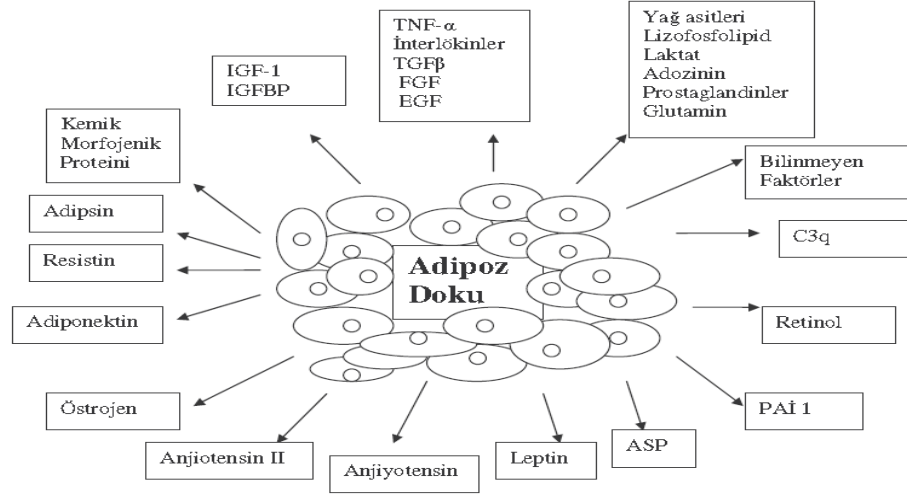 TNF-α
İnterlökinler
TGFβ
FGF
EGF
Yağ asitleri
Lizofosfolipid
Laktat
Adozinin
Prostaglandinler
Glutamin
IGF-1
IGFBP
Kemik
Morfojenik
Proteini
Bilinmeyen
Faktörler
Adipsin
C3q
Resistin
Adipoz
Doku
Adiponektin
Retinol
Östrojen
PAİ 1
Anjiotensin II
Anjiyotensin
Leptin
ASP